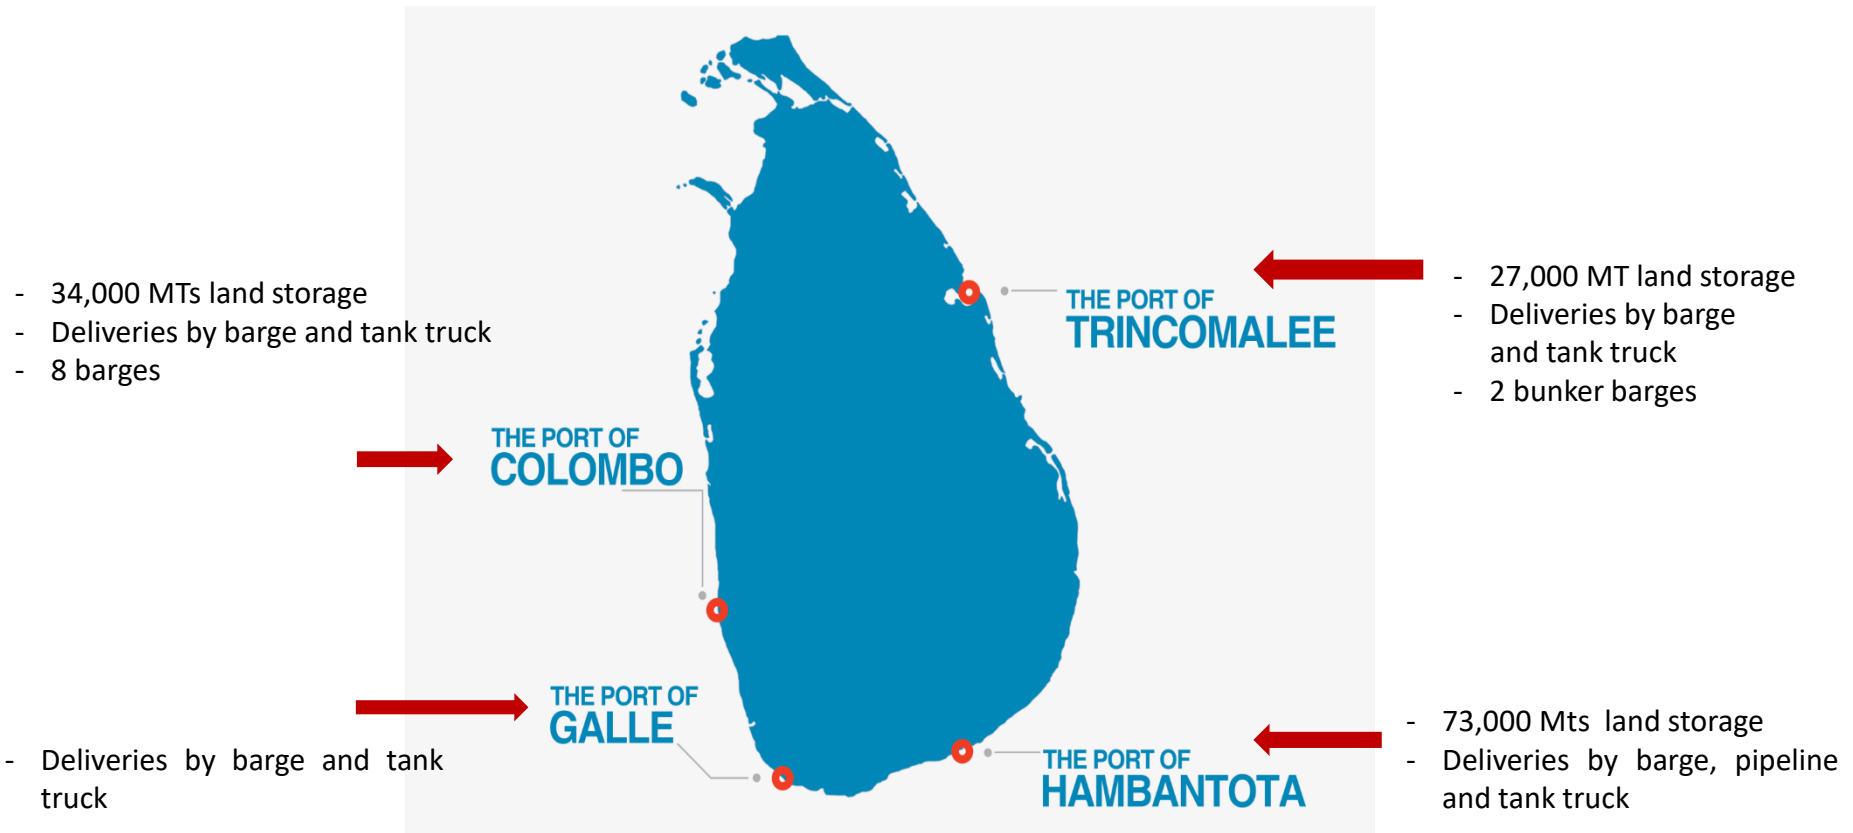 - 34,000 MTs land storage
- Deliveries by barge and tank truck
- 8 barges
THE PORT OF
COLOMBO
THE PORT OF
GALLE
- Deliveries by barge and tank
truck
THE PORT OF
TRINCOMALEE
- 27,000 MT land storage
- Deliveries by barge
and tank truck
- 2 bunker barges
THE PORT OF
HAMBANTOTA
- 73,000 Mts land storage
- Deliveries by barge, pipeline
and tank truck